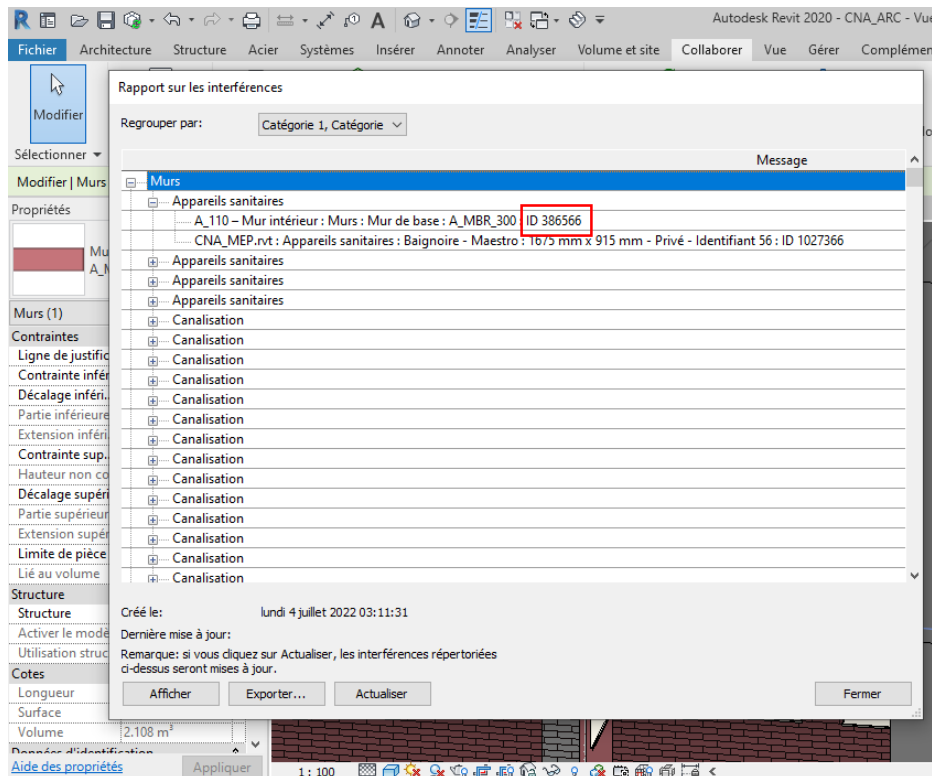 Autodesk Revit 2020 - CNA_ARC - Vue
Fichier Architecture Structure Acier Systèmes Insérer Annoter Analyser Volume et site Collaborer Vue Gérer Complémen
Modifier
Sélectionner
Modifier | Murs
Propriétés
Mu
A_M
Murs (1)
Contraintes
Ligne de justific
Contrainte infér
Décalage inféri...
Partie inférieure
Extension inféri
Contrainte sup...
Hauteur non co
Décalage supéri
Partie supérieur
Extension supér
Limite de pièce
Lié au volume
Structure
Structure
Activer le modè
Utilisation struc
Cotes
Longueur
Surface
Volume 2.108 m³
Données d'identification
Aide des propriétés Appliquer
Rapport sur les interférences
Regrouper par: Catégorie 1, Catégorie
Message
Murs
Appareils sanitaires
A_110 – Mur intérieur : Murs : Mur de base : A_MBR_300 : ID 386566
CNA_MEP.rvt : Appareils sanitaires : Baignoire - Maestro : 1675 mm x 915 mm - Privé - Identifiant 56 : ID 1027366
Appareils sanitaires
Appareils sanitaires
Appareils sanitaires
Canalisation
Canalisation
Canalisation
Canalisation
Canalisation
Canalisation
Canalisation
Canalisation
Canalisation
Canalisation
Canalisation
Canalisation
Canalisation
Canalisation
Créé le: lundi 4 juillet 2022 03:11:31
Dernière mise à jour:
Remarque: si vous cliquez sur Actualiser, les interférences répertoriées
ci-dessus seront mises à jour.
Afficher Exporter... Actualiser Fermer
1 : 100